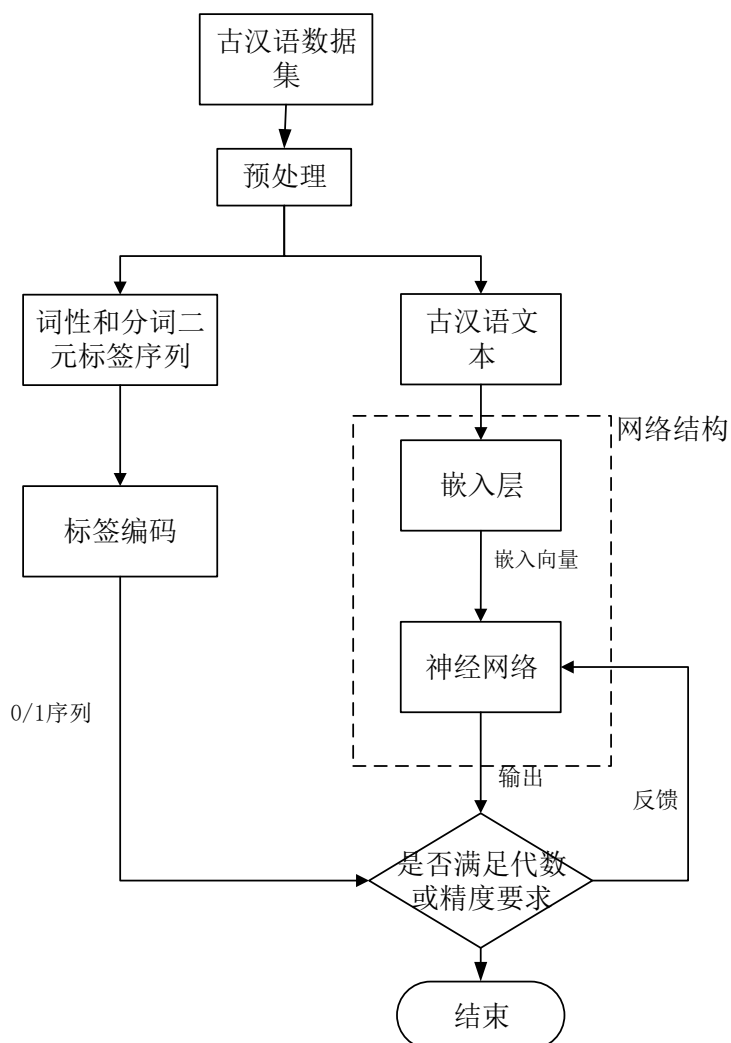 古汉语数据
集
预处理
词性和分词二
元标签序列
古汉语文
本
网络结构
嵌入层
标签编码
嵌入向量
神经网络
0/1序列
输出
反馈
是否满足代数
或精度要求
结束